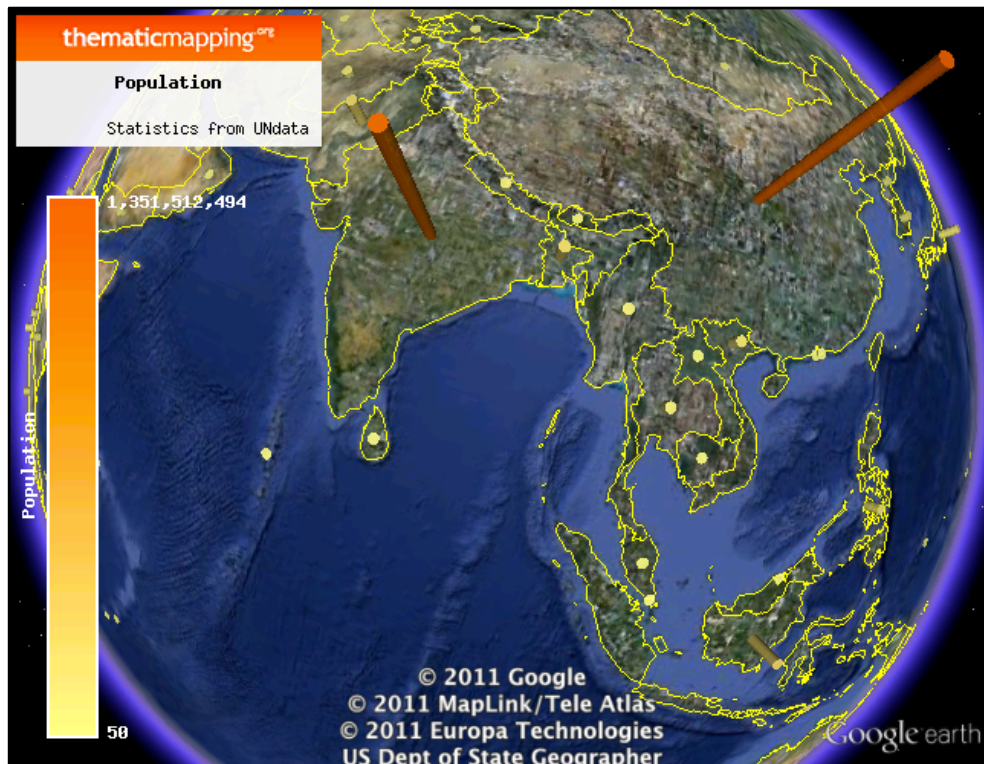 thematicmapping.org
Population
Statistics from UNdata
1,351,512,494
Population
50
© 2011 Google
© 2011 MapLink/Tele Atlas
© 2011 Europa Technologies
US Dept of State Geographer
Google earth